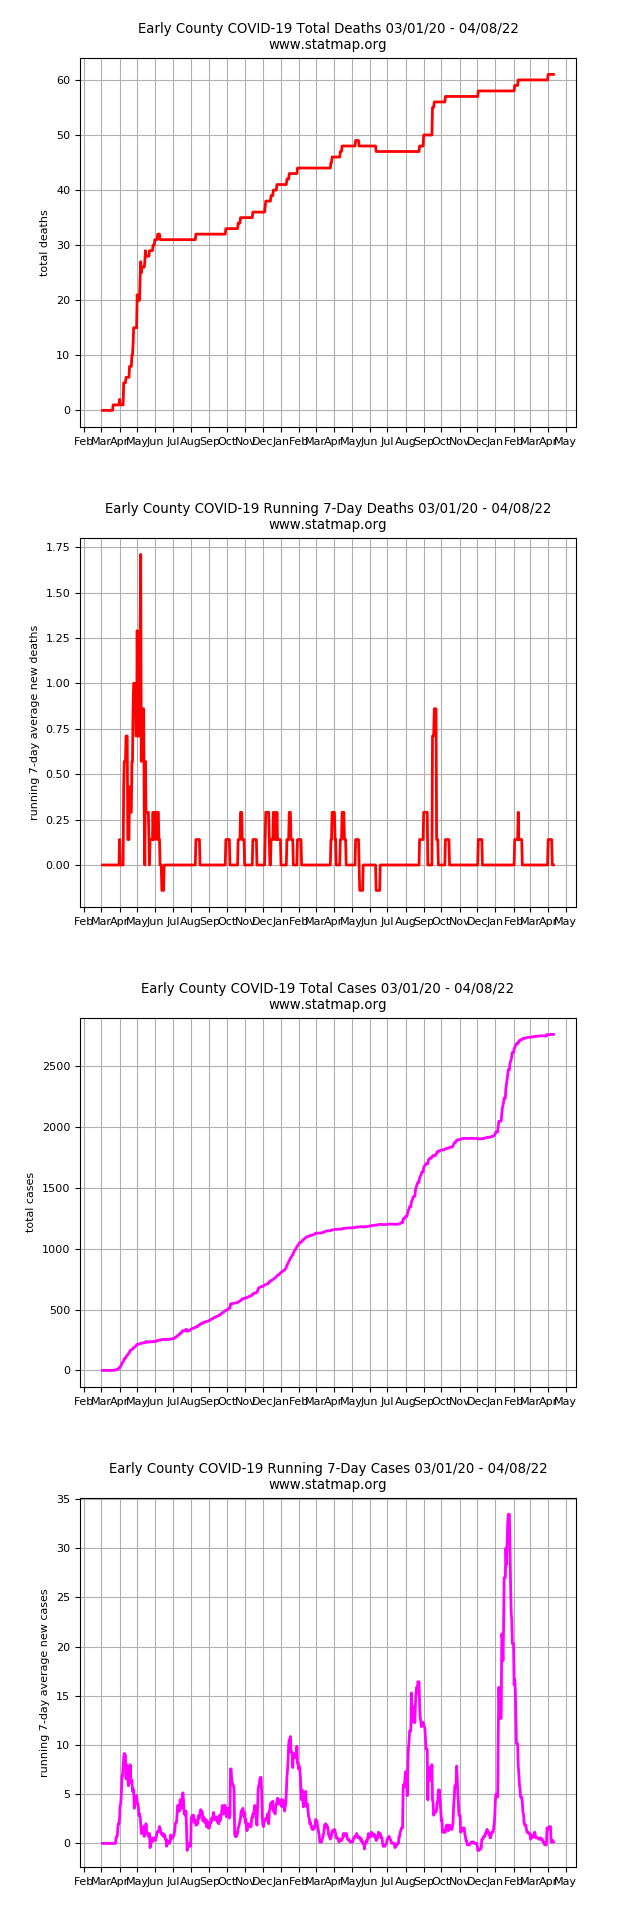 Early County COVID-19 Total Deaths 03/01/20 - 04/08/22
www.statmap.org
60
50
40
30
20
10
0
total deaths
Feb Mar Apr May Jun Jul Aug Sep Oct Nov Dec Jan Feb Mar Apr May Jun Jul Aug Sep Oct Nov Dec Jan Feb Mar Apr May
Early County COVID-19 Running 7-Day Deaths 03/01/20 - 04/08/22
www.statmap.org
1.75
1.50
1.25
1.00
0.75
0.50
0.25
0.00
running 7-day average new deaths
Feb Mar Apr May Jun Jul Aug Sep Oct Nov Dec Jan Feb Mar Apr May Jun Jul Aug Sep Oct Nov Dec Jan Feb Mar Apr May
Early County COVID-19 Total Cases 03/01/20 - 04/08/22
www.statmap.org
2500
2000
1500
1000
500
0
total cases
Feb Mar Apr May Jun Jul Aug Sep Oct Nov Dec Jan Feb Mar Apr May Jun Jul Aug Sep Oct Nov Dec Jan Feb Mar Apr May
Early County COVID-19 Running 7-Day Cases 03/01/20 - 04/08/22
www.statmap.org
35
30
25
20
15
10
5
0
running 7-day average new cases
Feb Mar Apr May Jun Jul Aug Sep Oct Nov Dec Jan Feb Mar Apr May Jun Jul Aug Sep Oct Nov Dec Jan Feb Mar Apr May